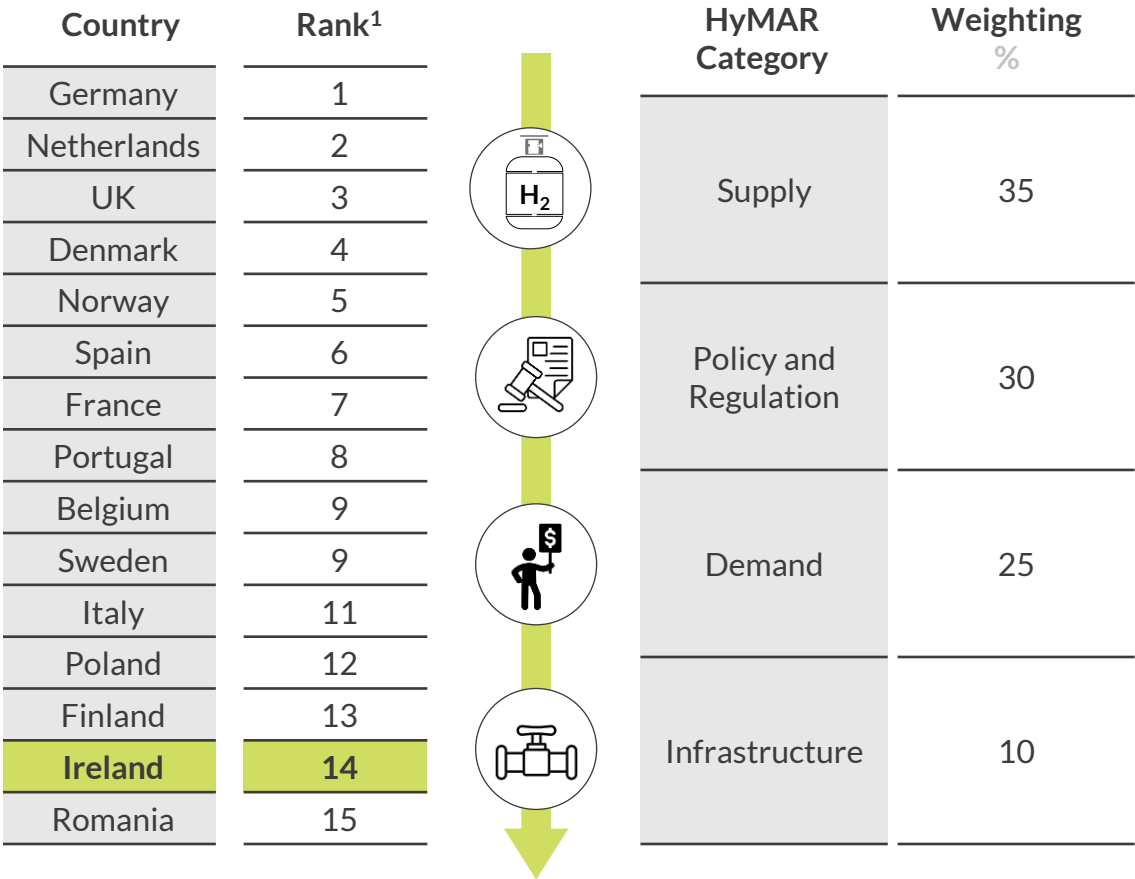 Country Rank1
Germany 1
Netherlands 2
UK 3
Denmark 4
Norway 5
Spain 6
France 7
Portugal 8
Belgium 9
Sweden 9
Italy 11
Poland 12
Finland 13
Ireland 14
Romania 15
H2
$
HyMAR
Category
Weighting
%
Supply 35
Policy and
Regulation
30
Demand 25
Infrastructure 10